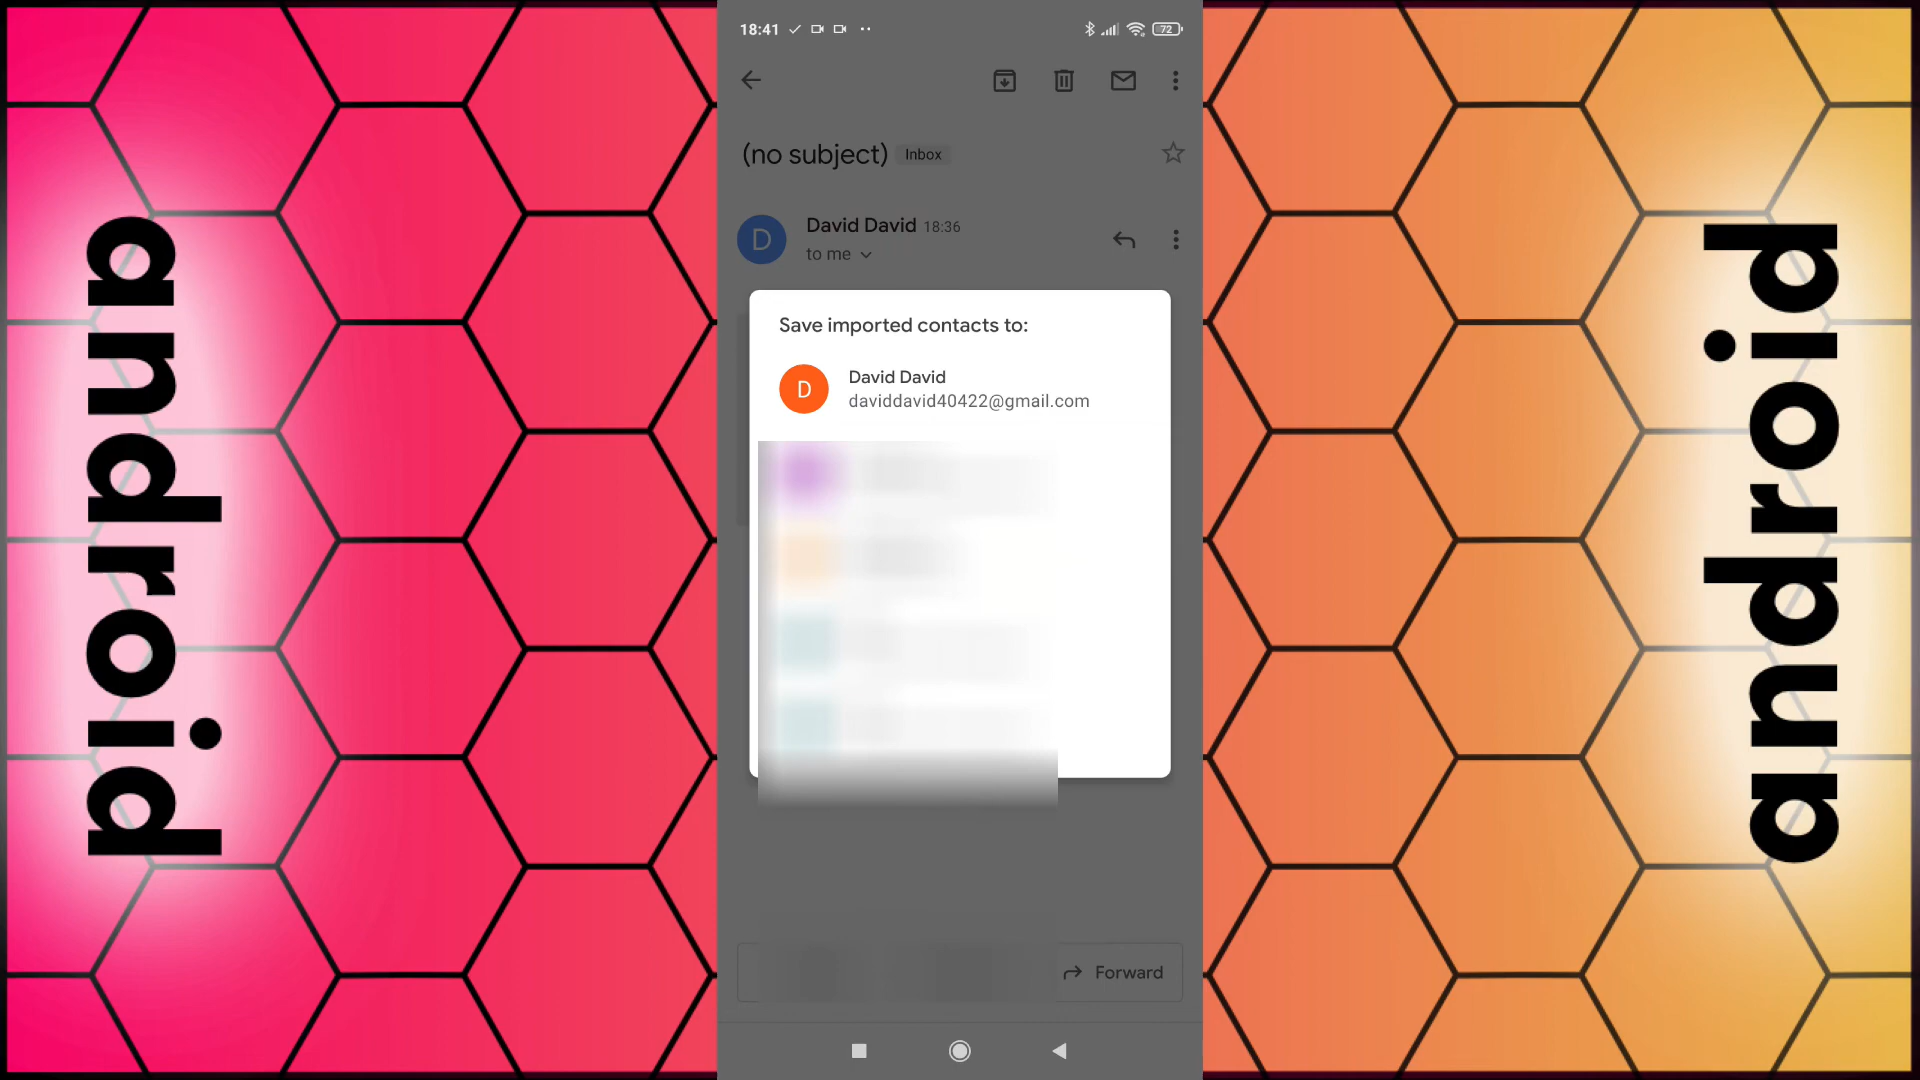 android
18:41
72
(no subject) Inbox
D
David David 18:36
to me
Save imported contacts to:
D
David David
daviddavid40422@gmail.com
Forward
android